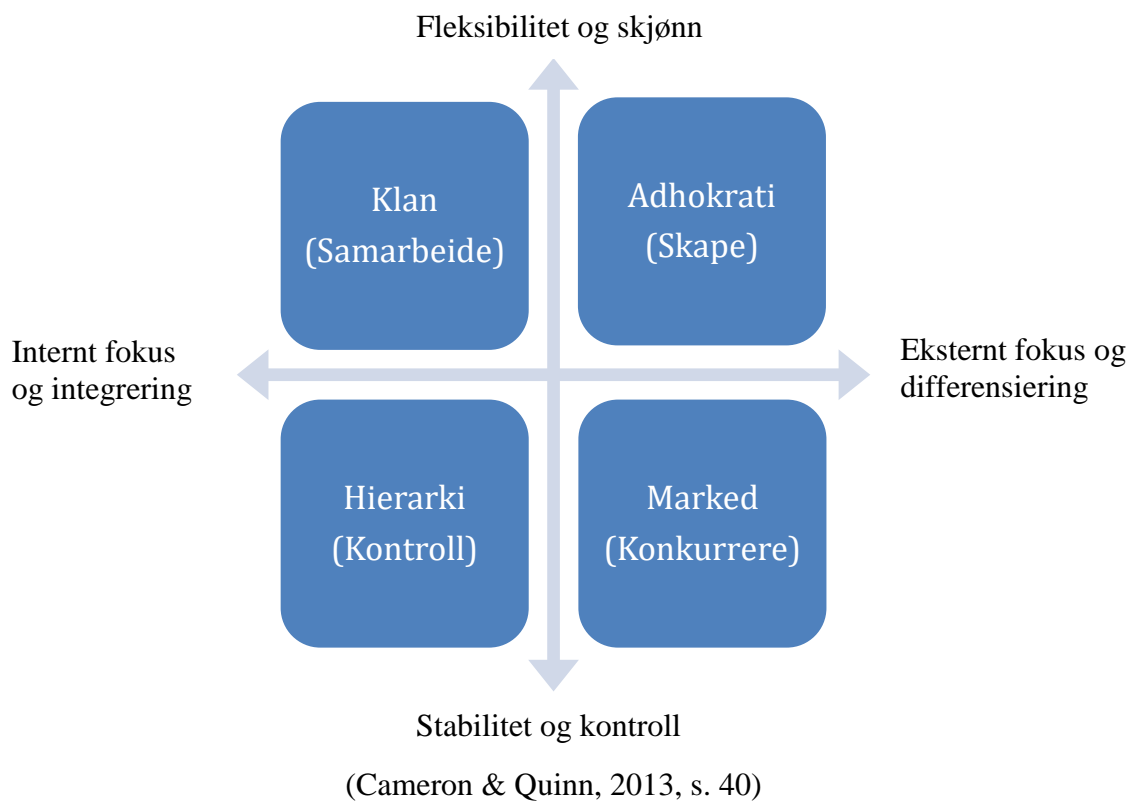 Fleksibilitet og skjønn
Klan
(Samarbeide)
Adhokrati
(Skape)
Internt fokus
og integrering
Eksternt fokus og
differensiering
Hierarki
(Kontroll)
Marked
(Konkurrere)
Stabilitet og kontroll
(Cameron & Quinn, 2013, s. 40)